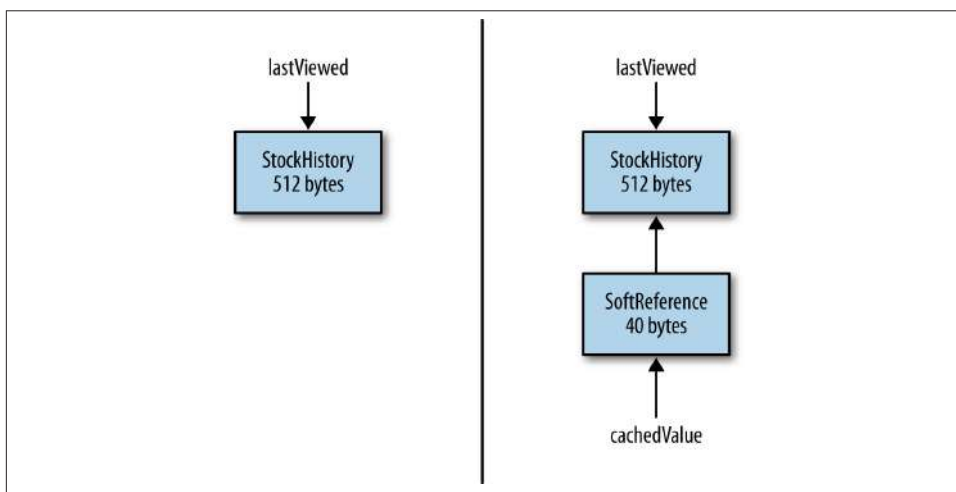 lastViewed
StockHistory
512 bytes
lastViewed
StockHistory
512 bytes
SoftReference
40 bytes
cachedValue